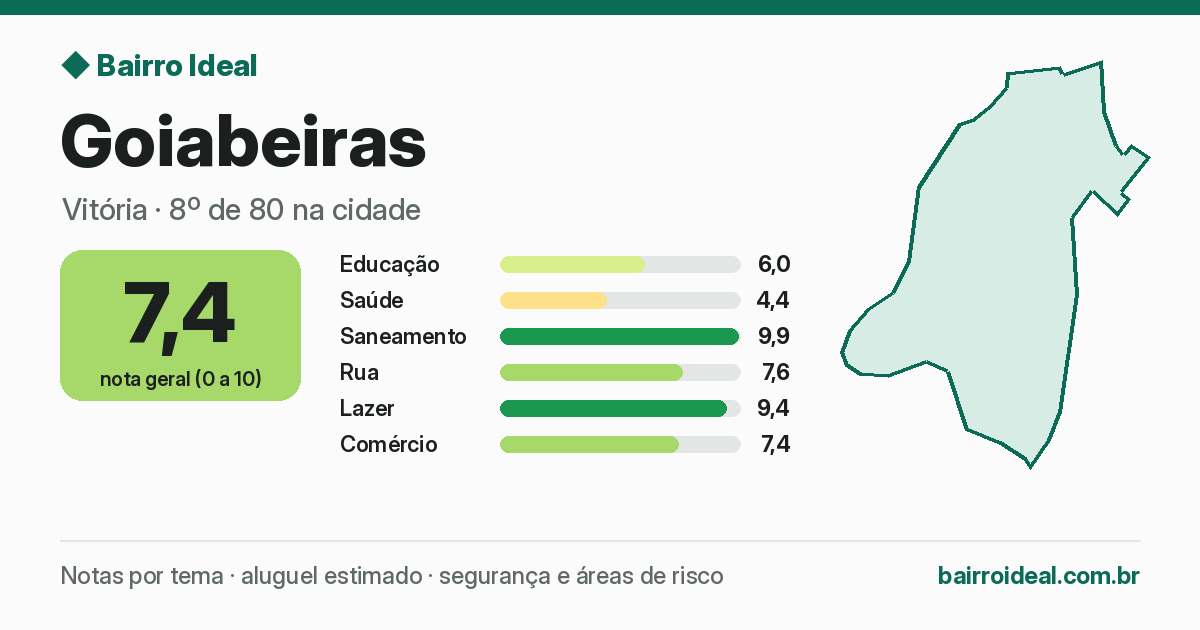 Bairro Ideal
Goiabeiras
Vitória · 8º de 80 na cidade
7,4
nota geral (0 a 10)
Educação 6,0
Saúde 4,4
Saneamento 9,9
Rua 7,6
Lazer 9,4
Comércio 7,4
Notas por tema · aluguel estimado · segurança e áreas de risco
bairroideal.com.br